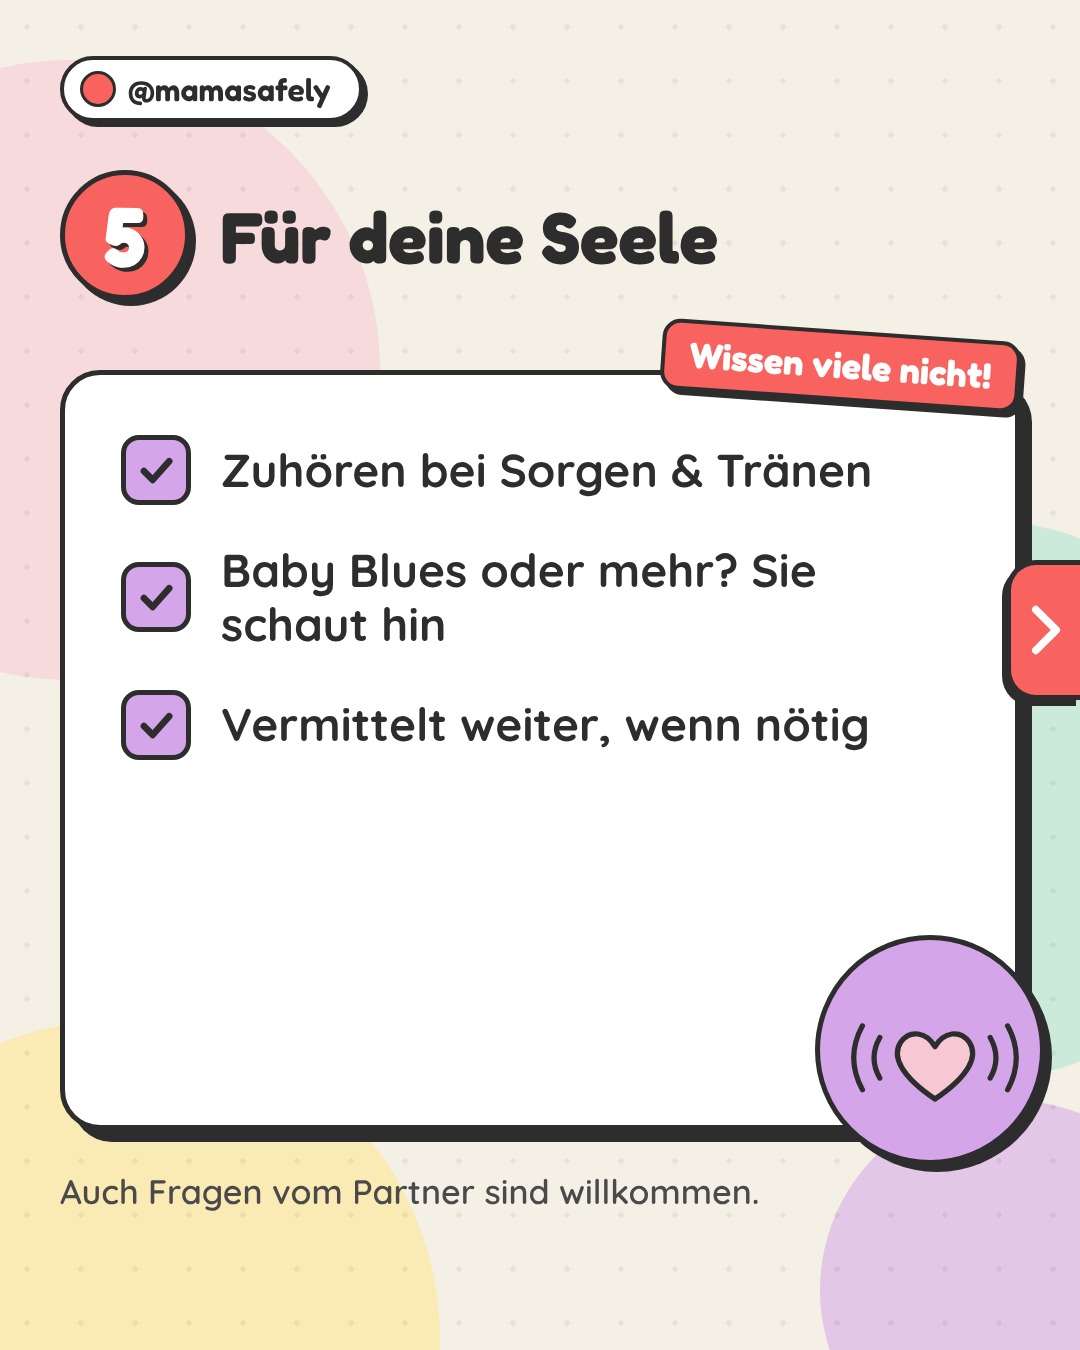 @mamasafely
5 Für deine Seele
Wissen viele nicht!
Zuhören bei Sorgen & Tränen
Baby Blues oder mehr? Sie
schaut hin
Vermittelt weiter, wenn nötig
Auch Fragen vom Partner sind willkommen.